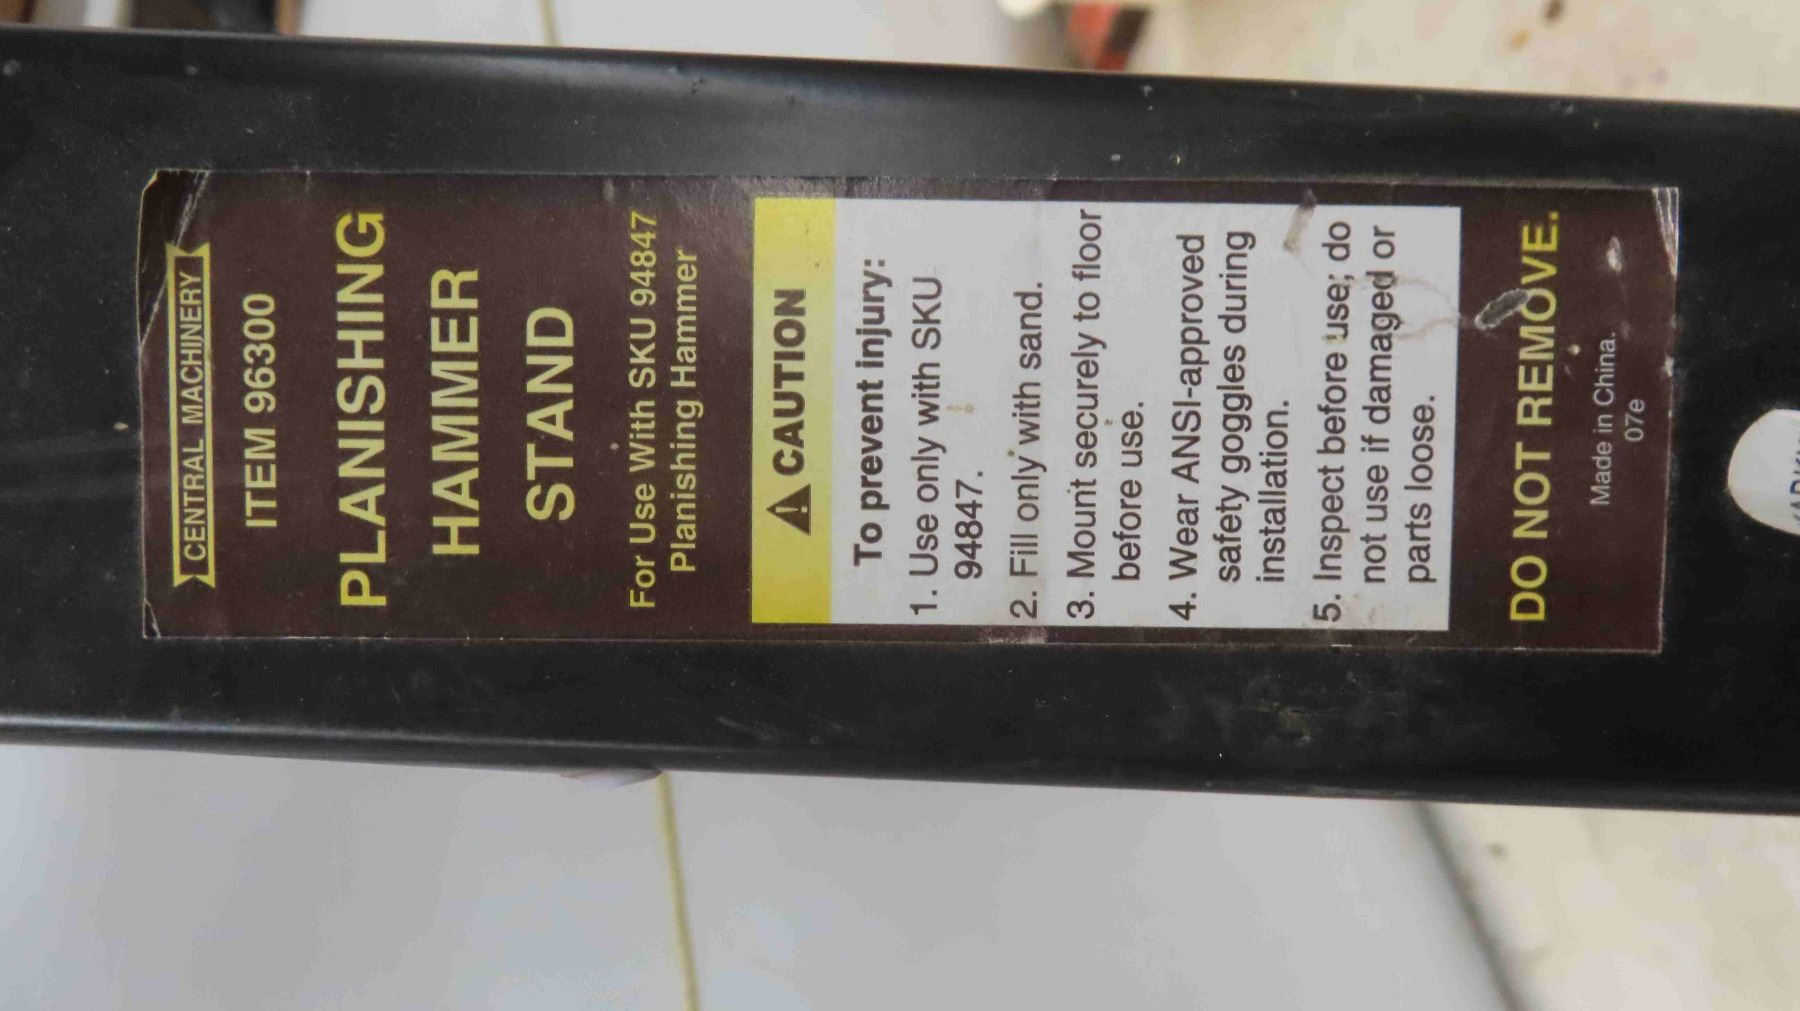 CENTRAL MACHINERY
ITEM 96300
PLANISHING
HAMMER
STAND
For Use With SKU 94847
Planishing Hammer
⚠ CAUTION
To prevent injury:
1. Use only with SKU
94847.
2. Fill only with sand.
3. Mount securely to floor
before use.
4. Wear ANSI-approved
safety goggles during
installation.
5. Inspect before use; do
not use if damaged or
parts loose.
DO NOT REMOVE.
Made in China.
07e